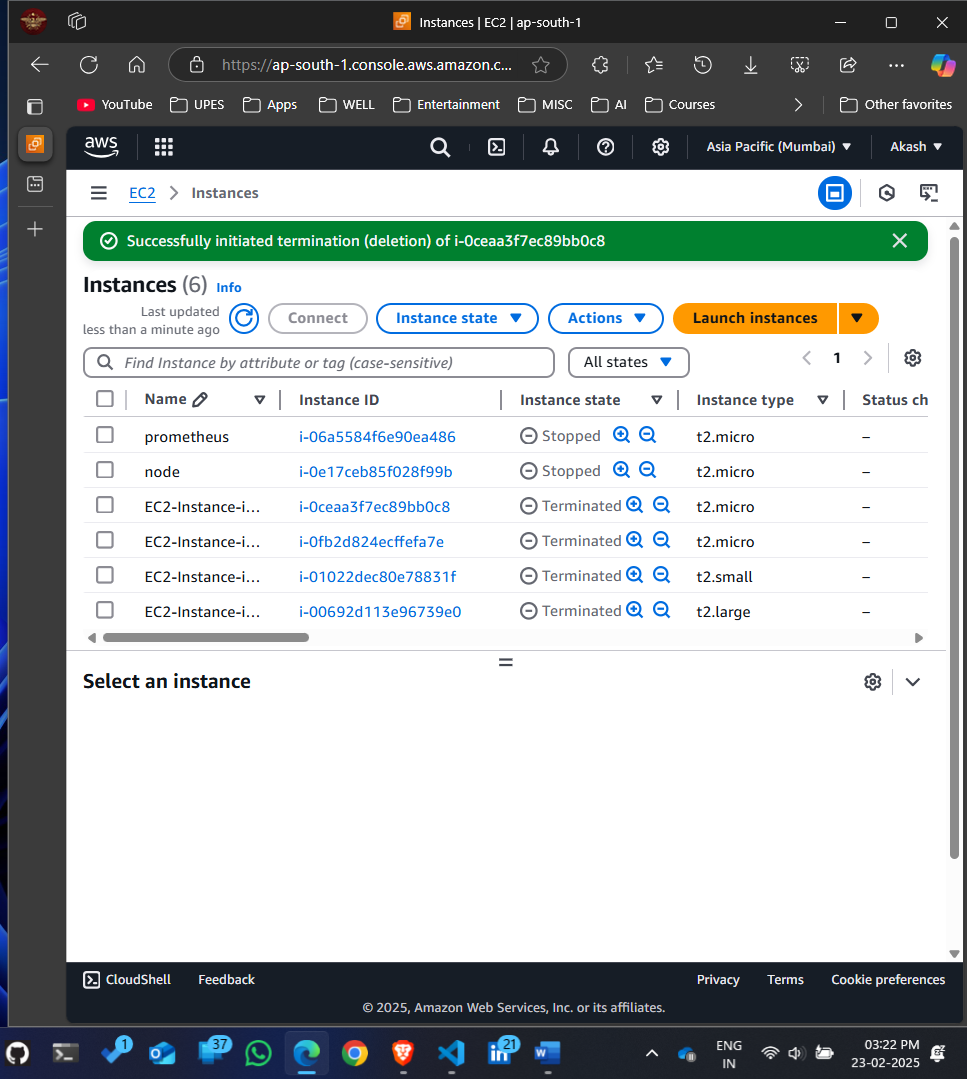 Instances | EC2 | ap-south-1
https://ap-south-1.console.aws.amazon.c...
YouTube UPES Apps WELL Entertainment MISC AI Courses Other favorites
aws Asia Pacific (Mumbai) Akash
EC2 Instances
Successfully initiated termination (deletion) of i-0ceaa3f7ec89bb0c8
Instances (6) Info
Last updated
less than a minute ago
Connect Instance state Actions Launch instances
Find Instance by attribute or tag (case-sensitive) All states 1
Name Instance ID Instance state Instance type Status ch
prometheus i-06a5584f6e90ea486 Stopped t2.micro –
node i-0e17ceb85f028f99b Stopped t2.micro –
EC2-Instance-i... i-0ceaa3f7ec89bb0c8 Terminated t2.micro –
EC2-Instance-i... i-0fb2d824ecffefa7e Terminated t2.micro –
EC2-Instance-i... i-01022dec80e78831f Terminated t2.small –
EC2-Instance-i... i-00692d113e96739e0 Terminated t2.large –
Select an instance
CloudShell Feedback Privacy Terms Cookie preferences
© 2025, Amazon Web Services, Inc. or its affiliates.
1 37 21
ENG
IN
03:22 PM
23-02-2025